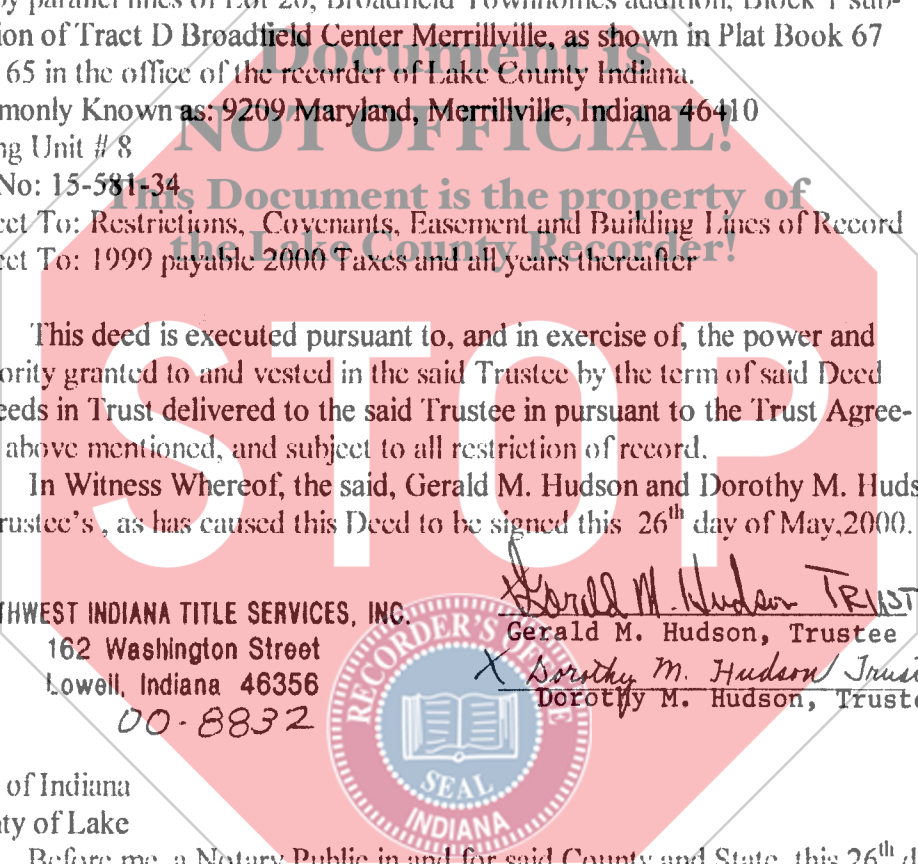 by parallel lines of Lot 20, Broadfield Townhomes addition, Block 1 sub-
ion of Tract D Broadfield Center Merrillville, as shown in Plat Book 67
65 in the office of the recorder of Lake County Indiana.
monly Known as: 9209 Maryland, Merrillville, Indiana 46410
ng Unit # 8
No: 15-581-34
ect To: Restrictions, Covenants, Easement and Building Lines of Record
ect To: 1999 payable 2000 Taxes and all years thereafter
Document is
NOT OFFICIAL!
This Document is the property of
the Lake County Recorder!
STOP
This deed is executed pursuant to, and in exercise of, the power and
ority granted to and vested in the said Trustee by the term of said Deed
eeds in Trust delivered to the said Trustee in pursuant to the Trust Agree-
above mentioned, and subject to all restriction of record.
In Witness Whereof, the said, Gerald M. Hudson and Dorothy M. Huds
rustee's , as has caused this Deed to be signed this 26th day of May,2000.
THWEST INDIANA TITLE SERVICES, INC.
162 Washington Street
Lowell, Indiana 46356
00-8832
Gerald M. Hudson TRUST
Gerald M. Hudson, Trustee
X Dorothy M. Hudson Trust
Dorothy M. Hudson, Truste
RECORDER'S OFFICE
SEAL
INDIANA
of Indiana
ty of Lake
Before me, a Notary Public in and for said County and State, this 26th d